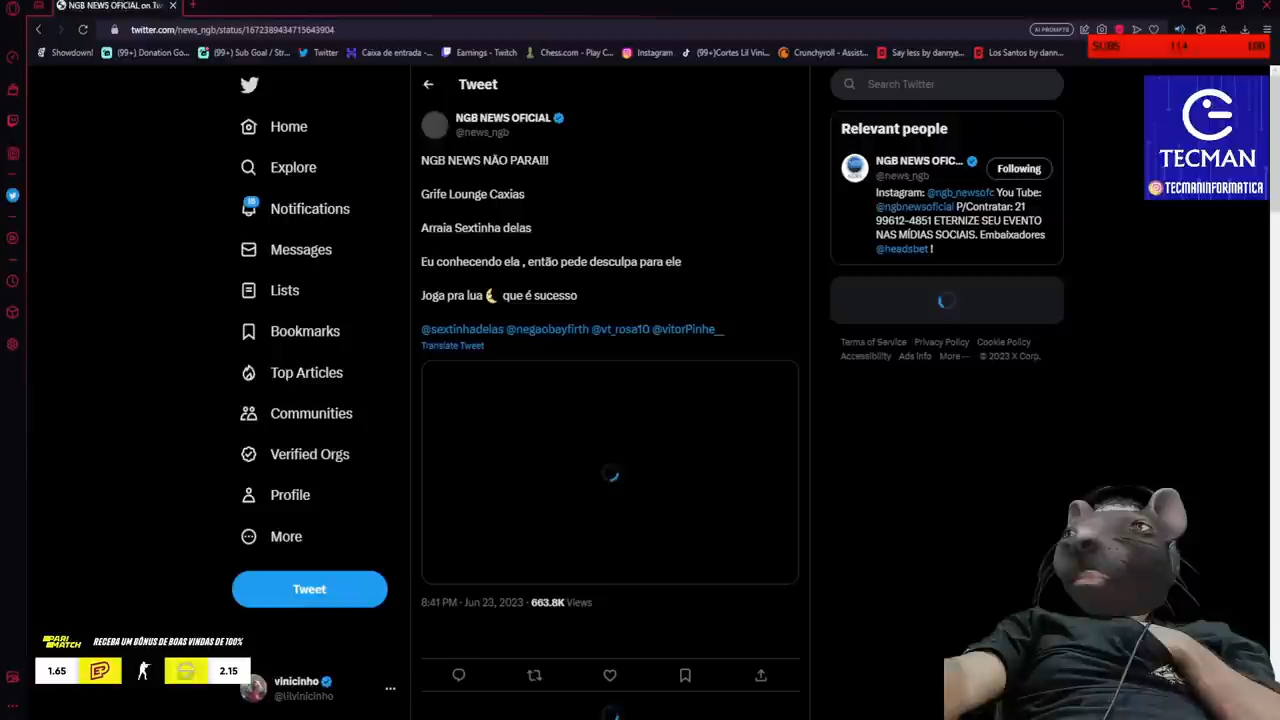 NGB NEWS OFICIAL on Tw
twitter.com/news_ngb/status/1672389434715643904
AI PROMPTS
Showdown!
(99+) Donation Go...
(99+) Sub Goal / Str...
Twitter
Caixa de entrada -...
Earnings - Twitch
Chess.com - Play C...
Instagram
(99+)Cortes Lil Vini...
Crunchyroll - Assist...
Say less by dannye...
Los Santos by dann...
SUBS 114 100
Home
Explore
16
Notifications
Messages
Lists
Bookmarks
Top Articles
Communities
Verified Orgs
Profile
More
Tweet
vinicinho
@lilvinicinho
Tweet
NGB NEWS OFICIAL
@news_ngb
NGB NEWS NÃO PARA!!!
Grife Lounge Caxias
Arraia Sextinha delas
Eu conhecendo ela , então pede desculpa para ele
Joga pra lua 🌜 que é sucesso
@sextinhadelas @negaobayfirth @vt_rosa10 @vitorPinhe__
Translate Tweet
8:41 PM · Jun 23, 2023 · 663.8K Views
Search Twitter
Relevant people
NGB NEWS OFIC...
@news_ngb
Following
Instagram: @ngb_newsofc You Tube:
@ngbnewsoficial P/Contratar: 21
99612-4851 ETERNIZE SEU EVENTO
NAS MÍDIAS SOCIAIS. Embaixadores
@headsbet !
Terms of Service Privacy Policy Cookie Policy
Accessibility Ads info More ··· © 2023 X Corp.
TECMAN
@TECMANINFORMATICA
PARI MATCH
RECEBA UM BÔNUS DE BOAS VINDAS DE 100%
1.65
2.15